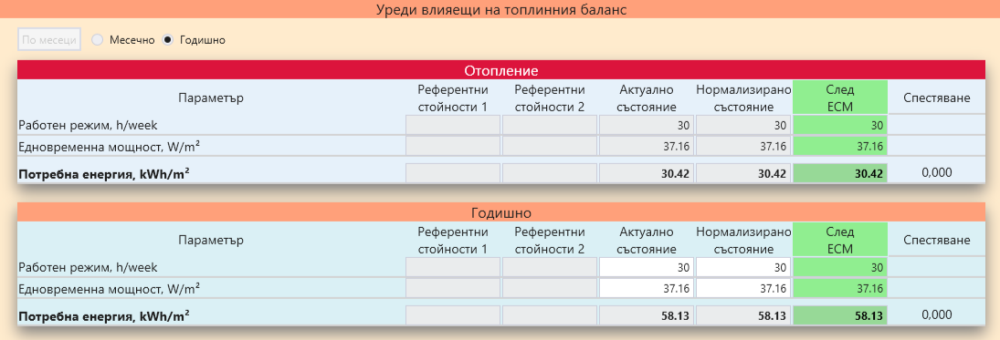 Уреди влияещи на топлинния баланс
По месеци Месечно Годишно
Отопление
Параметър Референтни стойности 1 Референтни стойности 2 Актуално състояние Нормализирано състояние След ЕСМ Спестяване
Работен режим, h/week 30 30 30
Едновременна мощност, W/m² 37.16 37.16 37.16
Потребна енергия, kWh/m² 30.42 30.42 30.42 0,000
Годишно
Параметър Референтни стойности 1 Референтни стойности 2 Актуално състояние Нормализирано състояние След ЕСМ Спестяване
Работен режим, h/week 30 30 30
Едновременна мощност, W/m² 37.16 37.16 37.16
Потребна енергия, kWh/m² 58.13 58.13 58.13 0,000